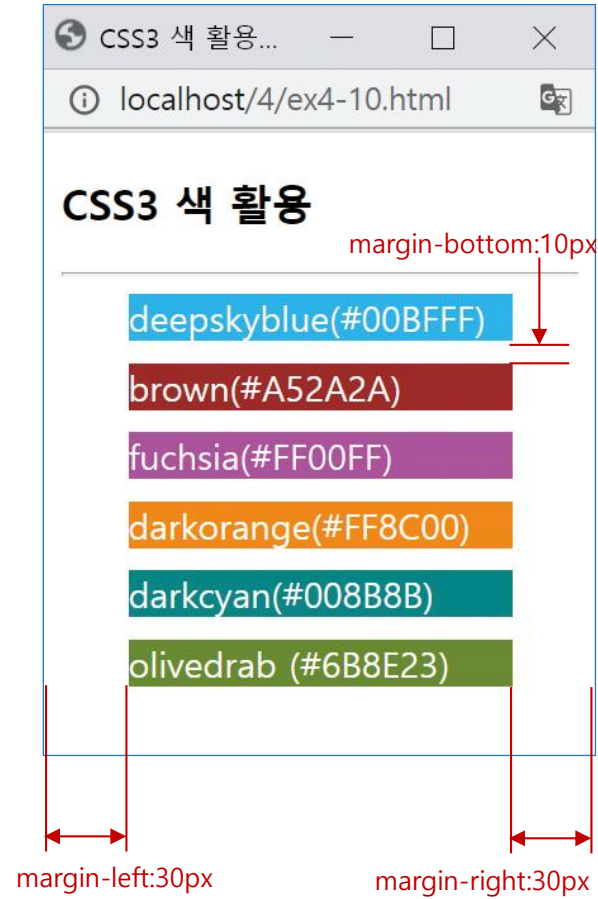 CSS3 색 활용...
localhost/4/ex4-10.html
CSS3 색 활용
margin-bottom:10px
deepskyblue(#00BFFF)
brown(#A52A2A)
fuchsia(#FF00FF)
darkorange(#FF8C00)
darkcyan(#008B8B)
olivedrab (#6B8E23)
margin-left:30px
margin-right:30px